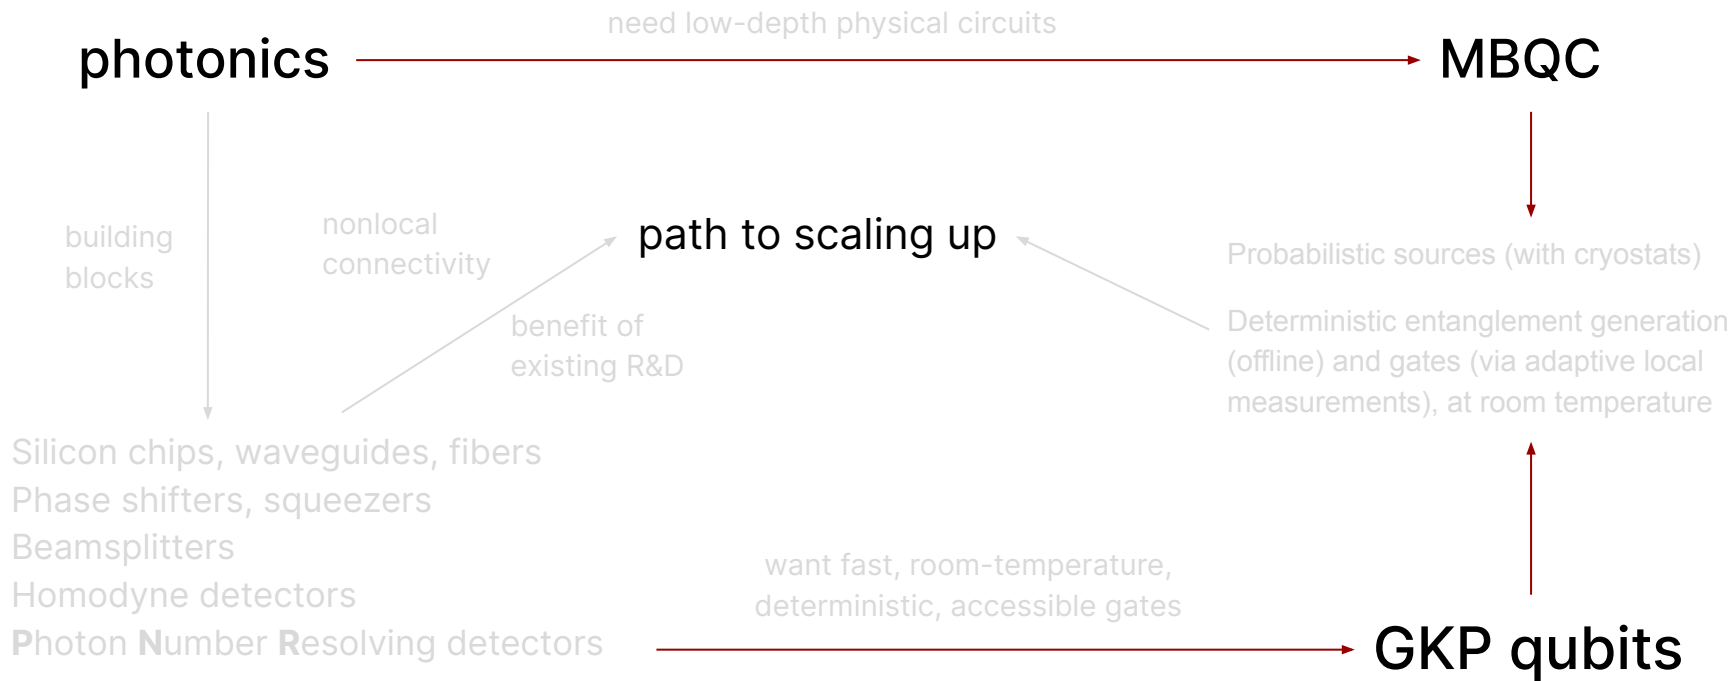 need low-depth physical circuits
photonics
MBQC
building
blocks
nonlocal
connectivity
path to scaling up
benefit of
existing R&D
Probabilistic sources (with cryostats)
Deterministic entanglement generation
(offline) and gates (via adaptive local
measurements), at room temperature
Silicon chips, waveguides, fibers
Phase shifters, squeezers
Beamsplitters
Homodyne detectors
Photon Number Resolving detectors
want fast, room-temperature,
deterministic, accessible gates
GKP qubits